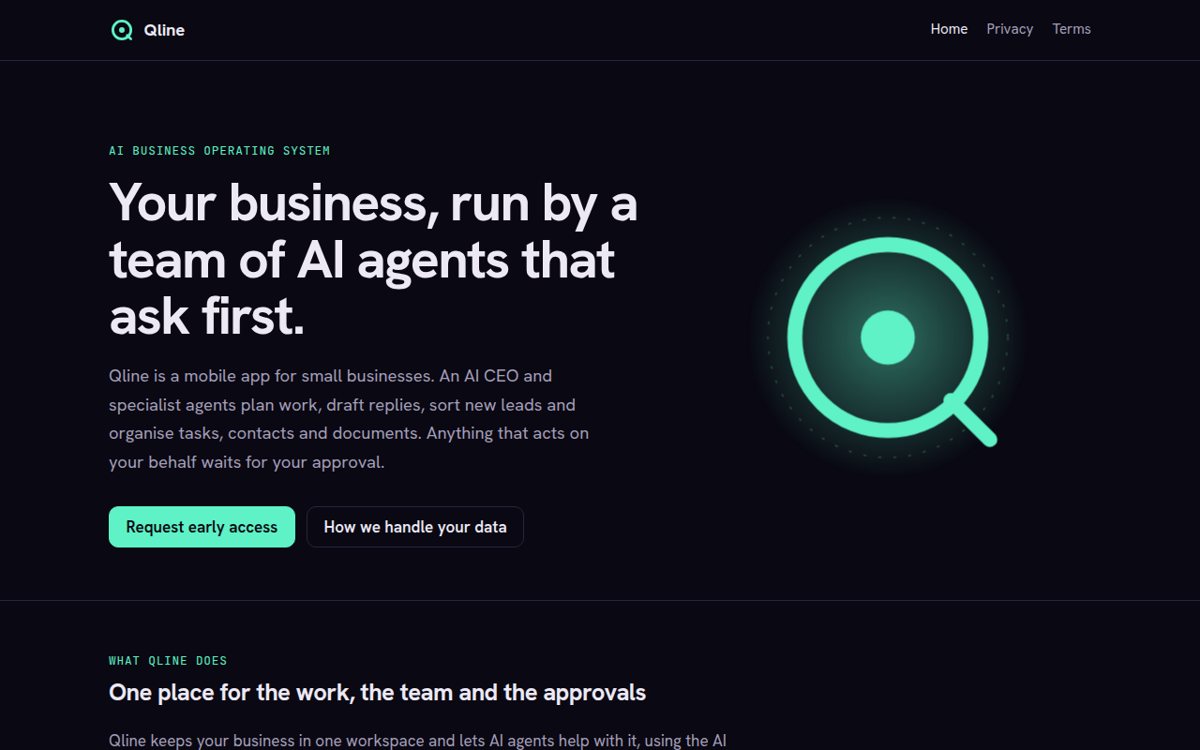 Qline
Home Privacy Terms
AI BUSINESS OPERATING SYSTEM
Your business, run by a
team of AI agents that
ask first.
Qline is a mobile app for small businesses. An AI CEO and
specialist agents plan work, draft replies, sort new leads and
organise tasks, contacts and documents. Anything that acts on
your behalf waits for your approval.
Request early access
How we handle your data
WHAT QLINE DOES
One place for the work, the team and the approvals
Qline keeps your business in one workspace and lets AI agents help with it, using the AI